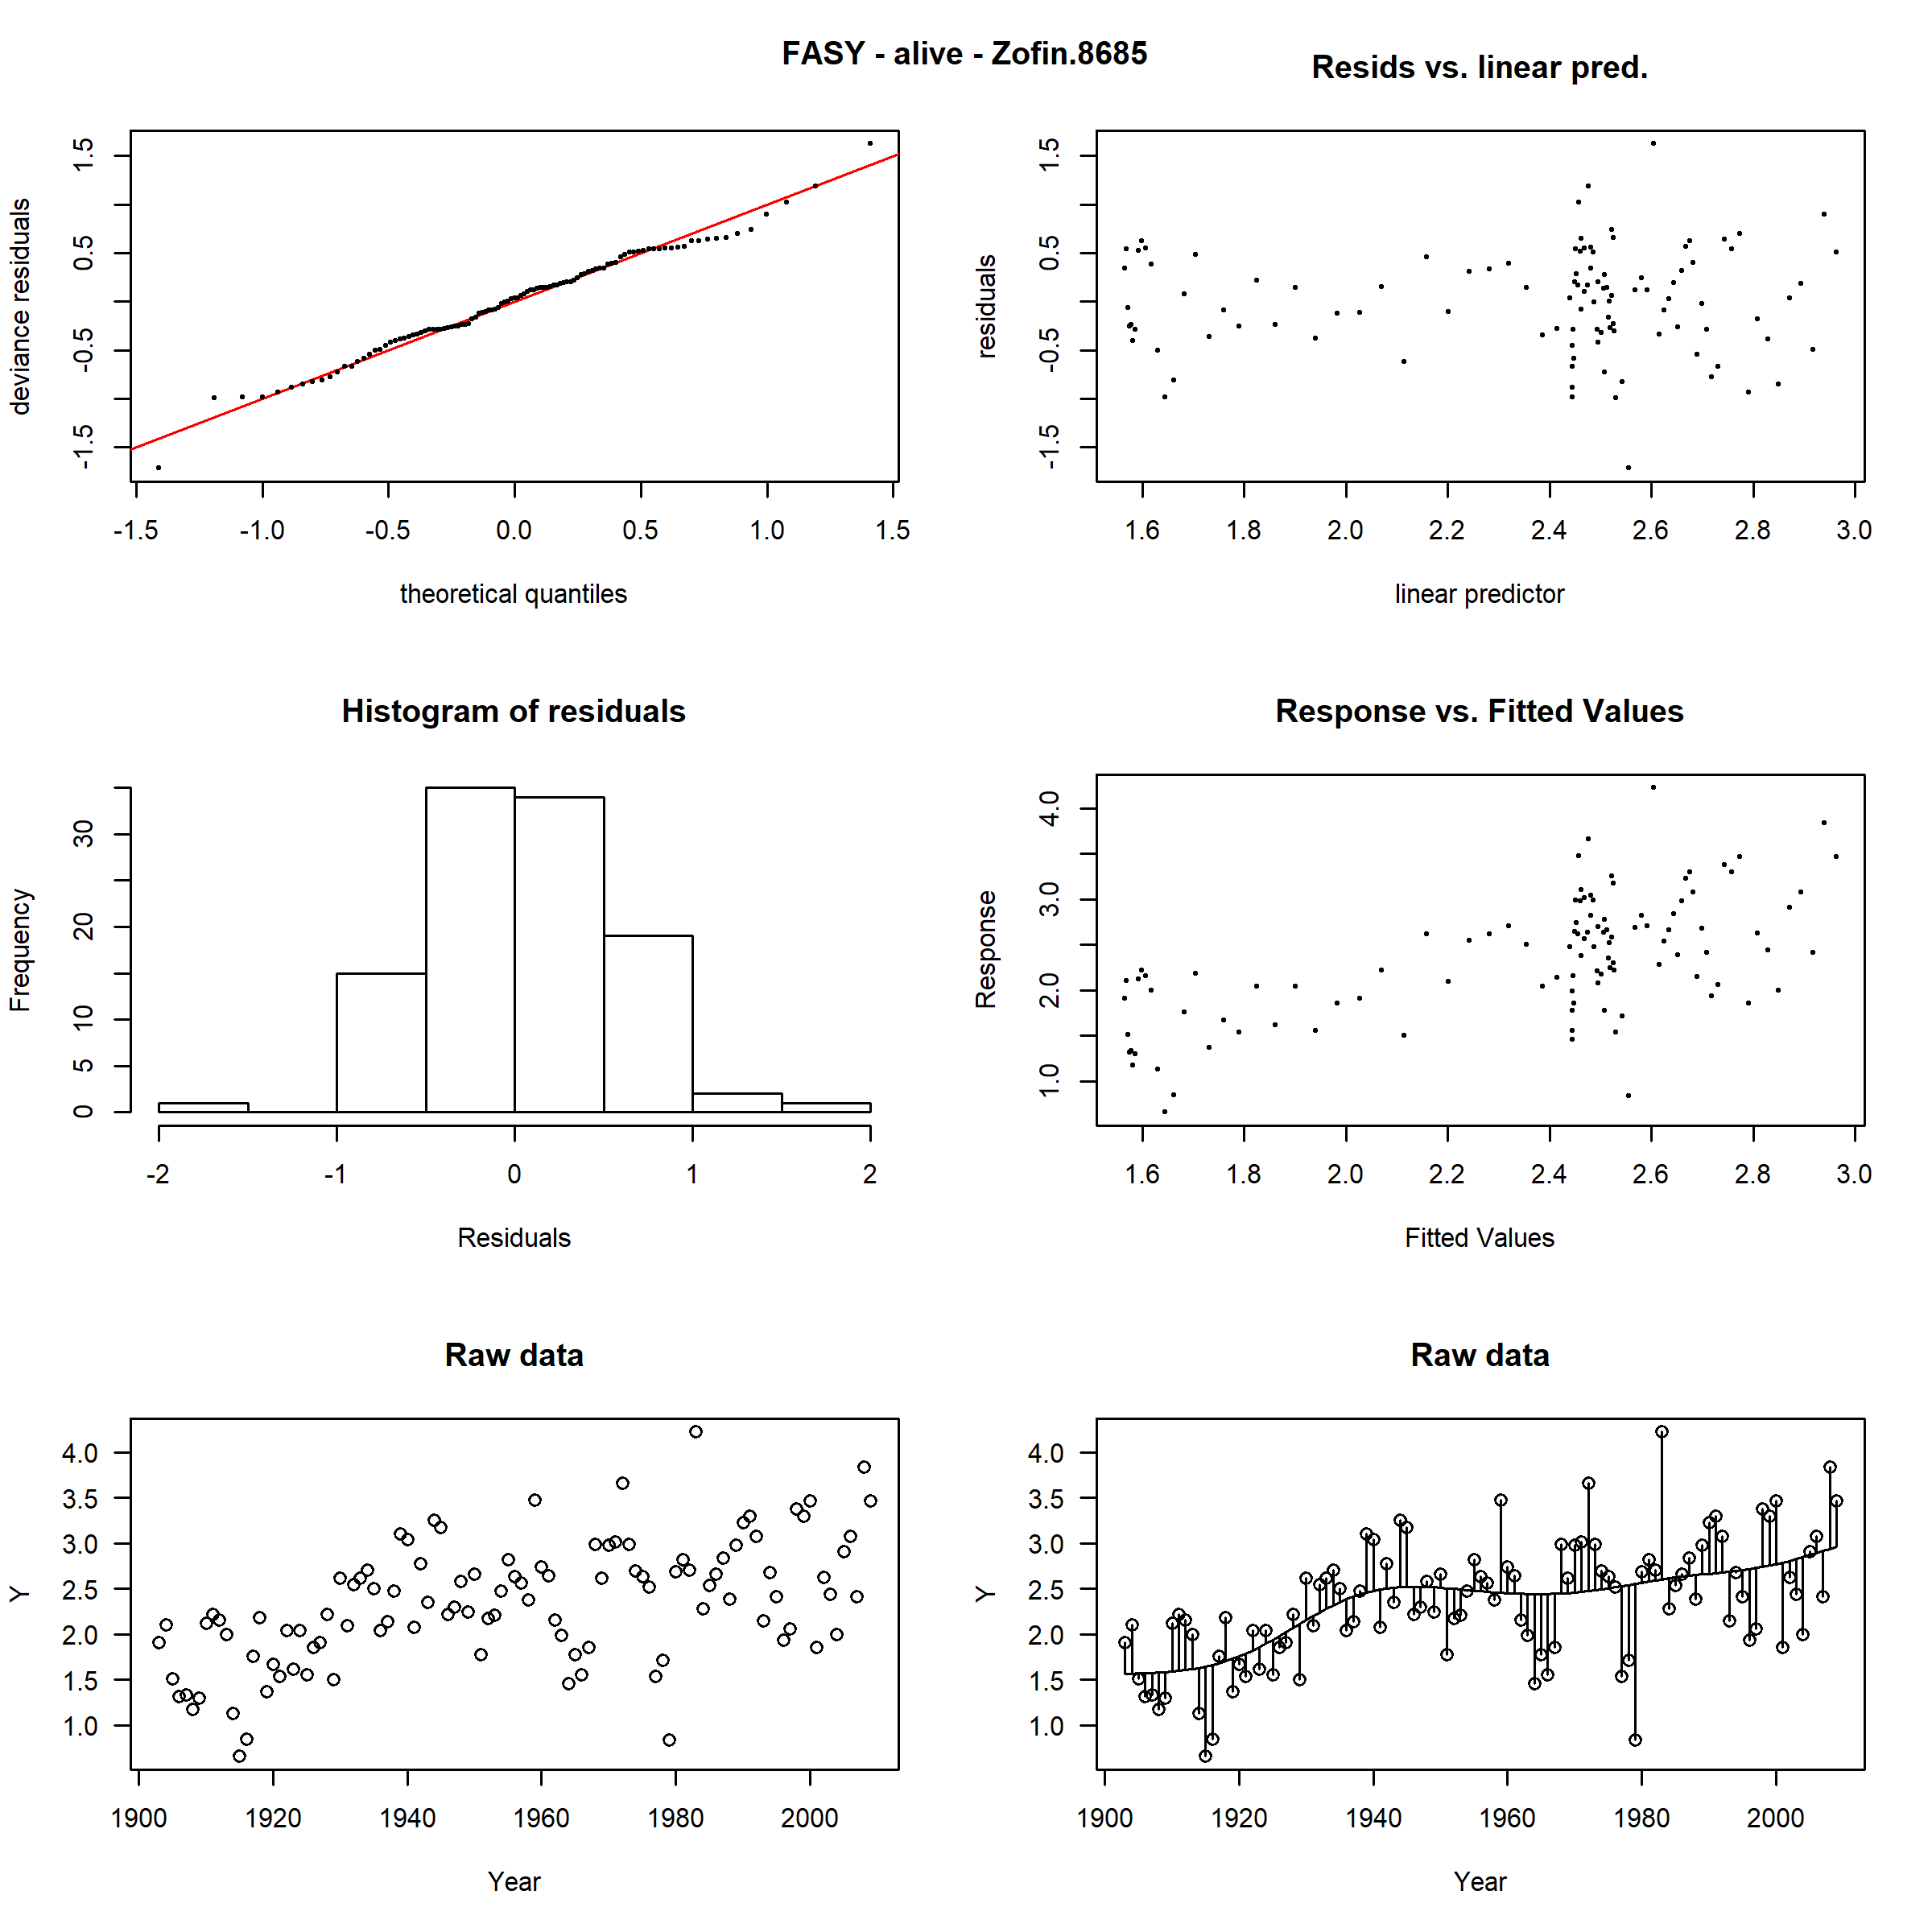 FASY - alive - Zofin.8685
Resids vs. linear pred.
deviance residuals
-1.5 -0.5 0.5 1.5
-1.5 -1.0 -0.5 0.0 0.5 1.0 1.5
theoretical quantiles
residuals
-1.5 -0.5 0.5 1.5
1.6 1.8 2.0 2.2 2.4 2.6 2.8 3.0
linear predictor
Histogram of residuals
Frequency
0 5 10 20 30
-2 -1 0 1 2
Residuals
Response vs. Fitted Values
Response
1.0 2.0 3.0 4.0
1.6 1.8 2.0 2.2 2.4 2.6 2.8 3.0
Fitted Values
Raw data
Y
4.0
3.5
3.0
2.5
2.0
1.5
1.0
1900 1920 1940 1960 1980 2000
Year
Raw data
Y
4.0
3.5
3.0
2.5
2.0
1.5
1.0
1900 1920 1940 1960 1980 2000
Year